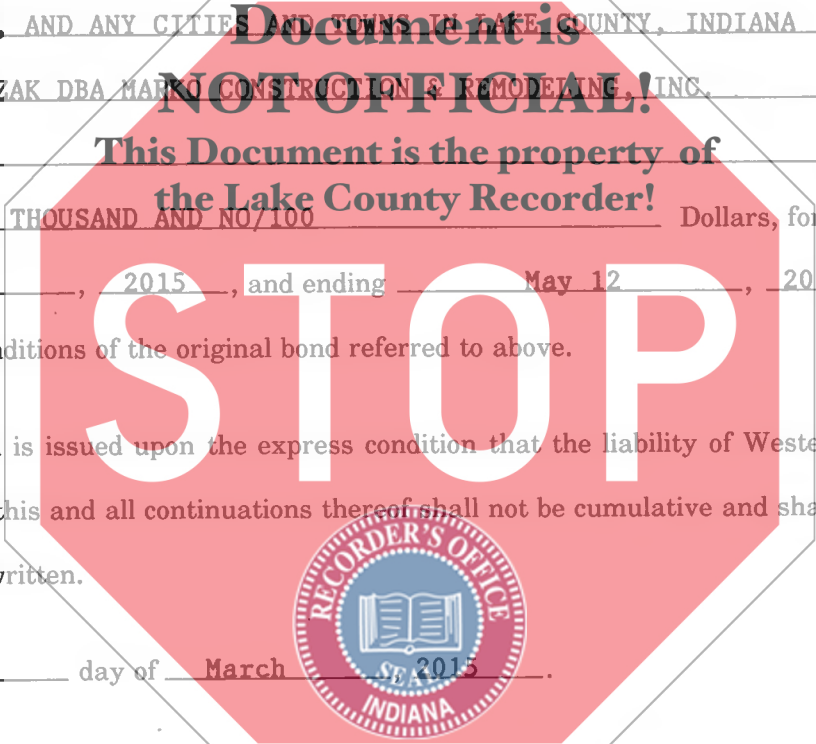 Document is
AND ANY CITIES AND TOWNS IN LAKE COUNTY, INDIANA
NOT OFFICIAL!
ZAK DBA MARKO CONSTRUCTION & REMODELING, INC.
This Document is the property of
the Lake County Recorder!
THOUSAND AND NO/100 Dollars, for
, 2015 , and ending May 12 , 20
STOP
ditions of the original bond referred to above.
is issued upon the express condition that the liability of Weste
this and all continuations thereof shall not be cumulative and sha
written.
RECORDER'S OFFICE
SEAL
INDIANA
day of March , 2015 .